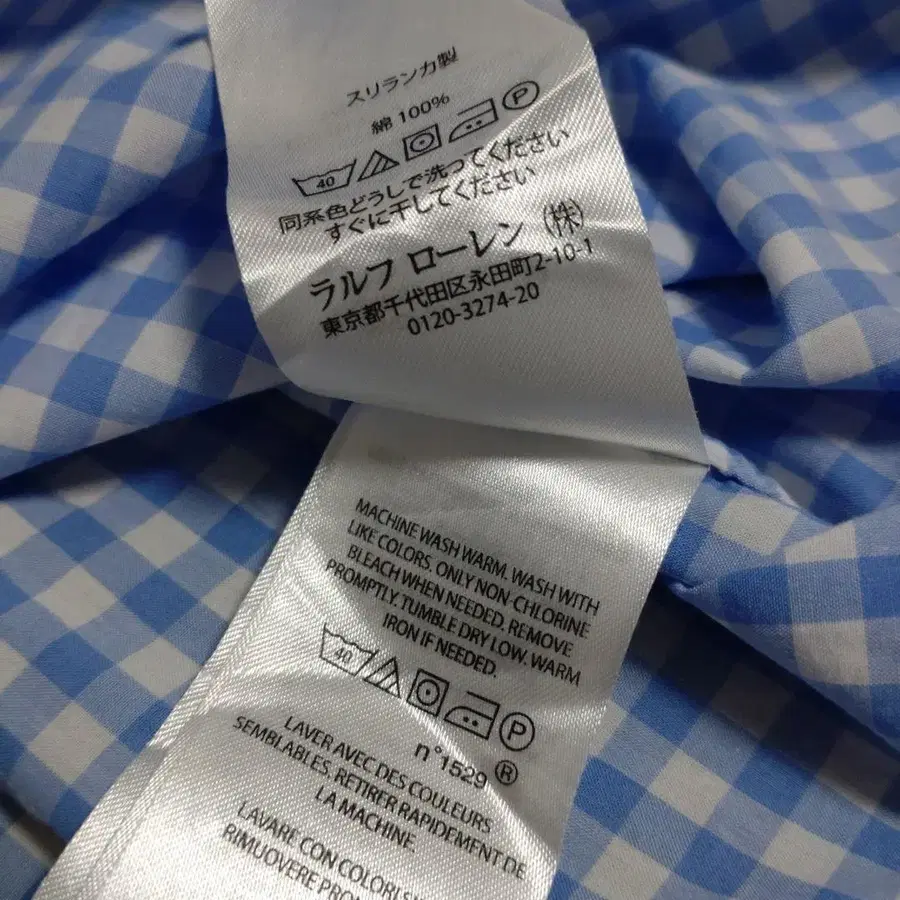 スリランカ製
綿 100%
40 P
同系色どうしで洗ってください
すぐに干してください
ラルフ ローレン (株)
東京都千代田区永田町2-10-1
0120-3274-20
MACHINE WASH WARM. WASH WITH
LIKE COLORS. ONLY NON-CHLORINE
BLEACH WHEN NEEDED. REMOVE
PROMPTLY. TUMBLE DRY LOW. WARM
IRON IF NEEDED.
40 P
n°1529 ®
LAVER AVEC DES COULEURS
SEMBLABLES. RETIRER RAPIDEMENT DE
LA MACHINE.
LAVARE CON COLORI
RIMUOVERE